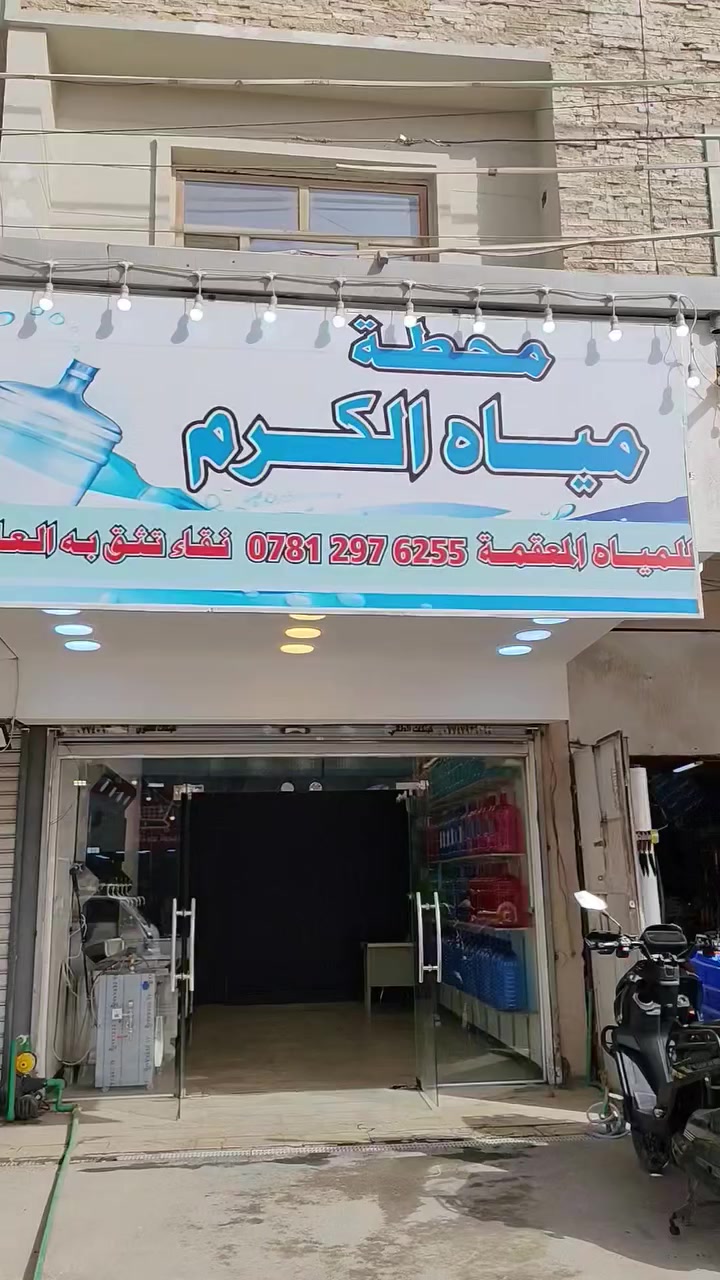 محطة
مياه الكرم
للمياه المعقمة 0781 297 6255 نقاء تثق به